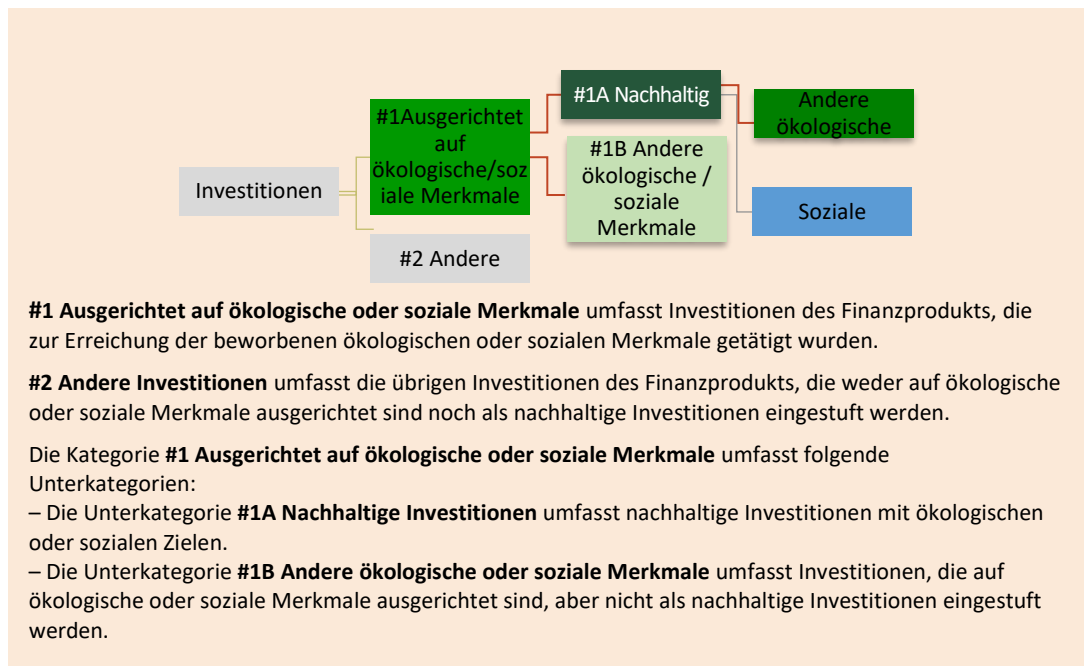 #1A Nachhaltig
Andere
ökologische
#1Ausgerichtet
auf
ökologische/soz
iale Merkmale
#1B Andere
ökologische /
soziale
Merkmale
Investitionen
Soziale
#2 Andere
#1 Ausgerichtet auf ökologische oder soziale Merkmale umfasst Investitionen des Finanzprodukts, die
zur Erreichung der beworbenen ökologischen oder sozialen Merkmale getätigt wurden.
#2 Andere Investitionen umfasst die übrigen Investitionen des Finanzprodukts, die weder auf ökologische
oder soziale Merkmale ausgerichtet sind noch als nachhaltige Investitionen eingestuft werden.
Die Kategorie #1 Ausgerichtet auf ökologische oder soziale Merkmale umfasst folgende
Unterkategorien:
– Die Unterkategorie #1A Nachhaltige Investitionen umfasst nachhaltige Investitionen mit ökologischen
oder sozialen Zielen.
– Die Unterkategorie #1B Andere ökologische oder soziale Merkmale umfasst Investitionen, die auf
ökologische oder soziale Merkmale ausgerichtet sind, aber nicht als nachhaltige Investitionen eingestuft
werden.